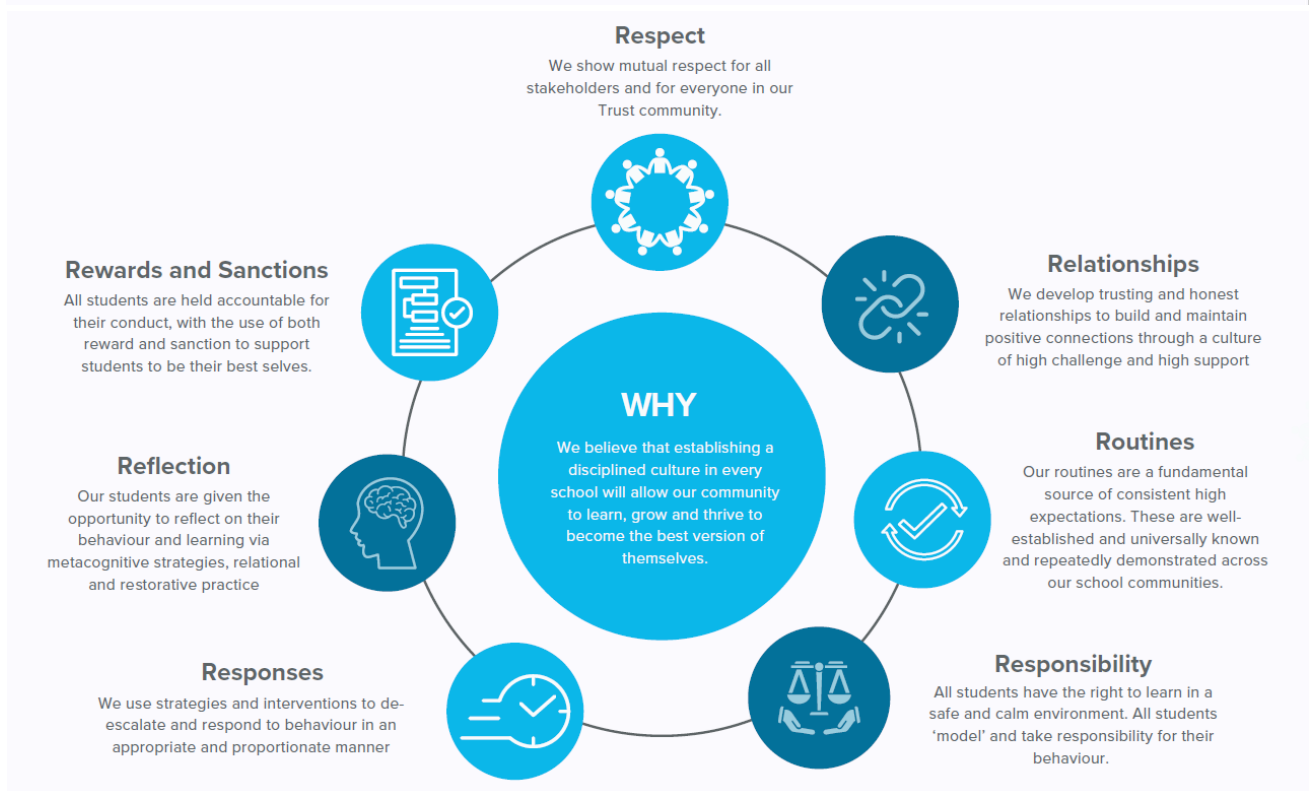 Respect
We show mutual respect for all
stakeholders and for everyone in our
Trust community.
Relationships
We develop trusting and honest
relationships to build and maintain
positive connections through a culture
of high challenge and high support
Routines
Our routines are a fundamental
source of consistent high
expectations. These are well-
established and universally known
and repeatedly demonstrated across
our school communities.
Responsibility
All students have the right to learn in a
safe and calm environment. All students
‘model’ and take responsibility for their
behaviour.
Responses
We use strategies and interventions to de-
escalate and respond to behaviour in an
appropriate and proportionate manner
Reflection
Our students are given the
opportunity to reflect on their
behaviour and learning via
metacognitive strategies, relational
and restorative practice
Rewards and Sanctions
All students are held accountable for
their conduct, with the use of both
reward and sanction to support
students to be their best selves.
WHY
We believe that establishing a
disciplined culture in every
school will allow our community
to learn, grow and thrive to
become the best version of
themselves.